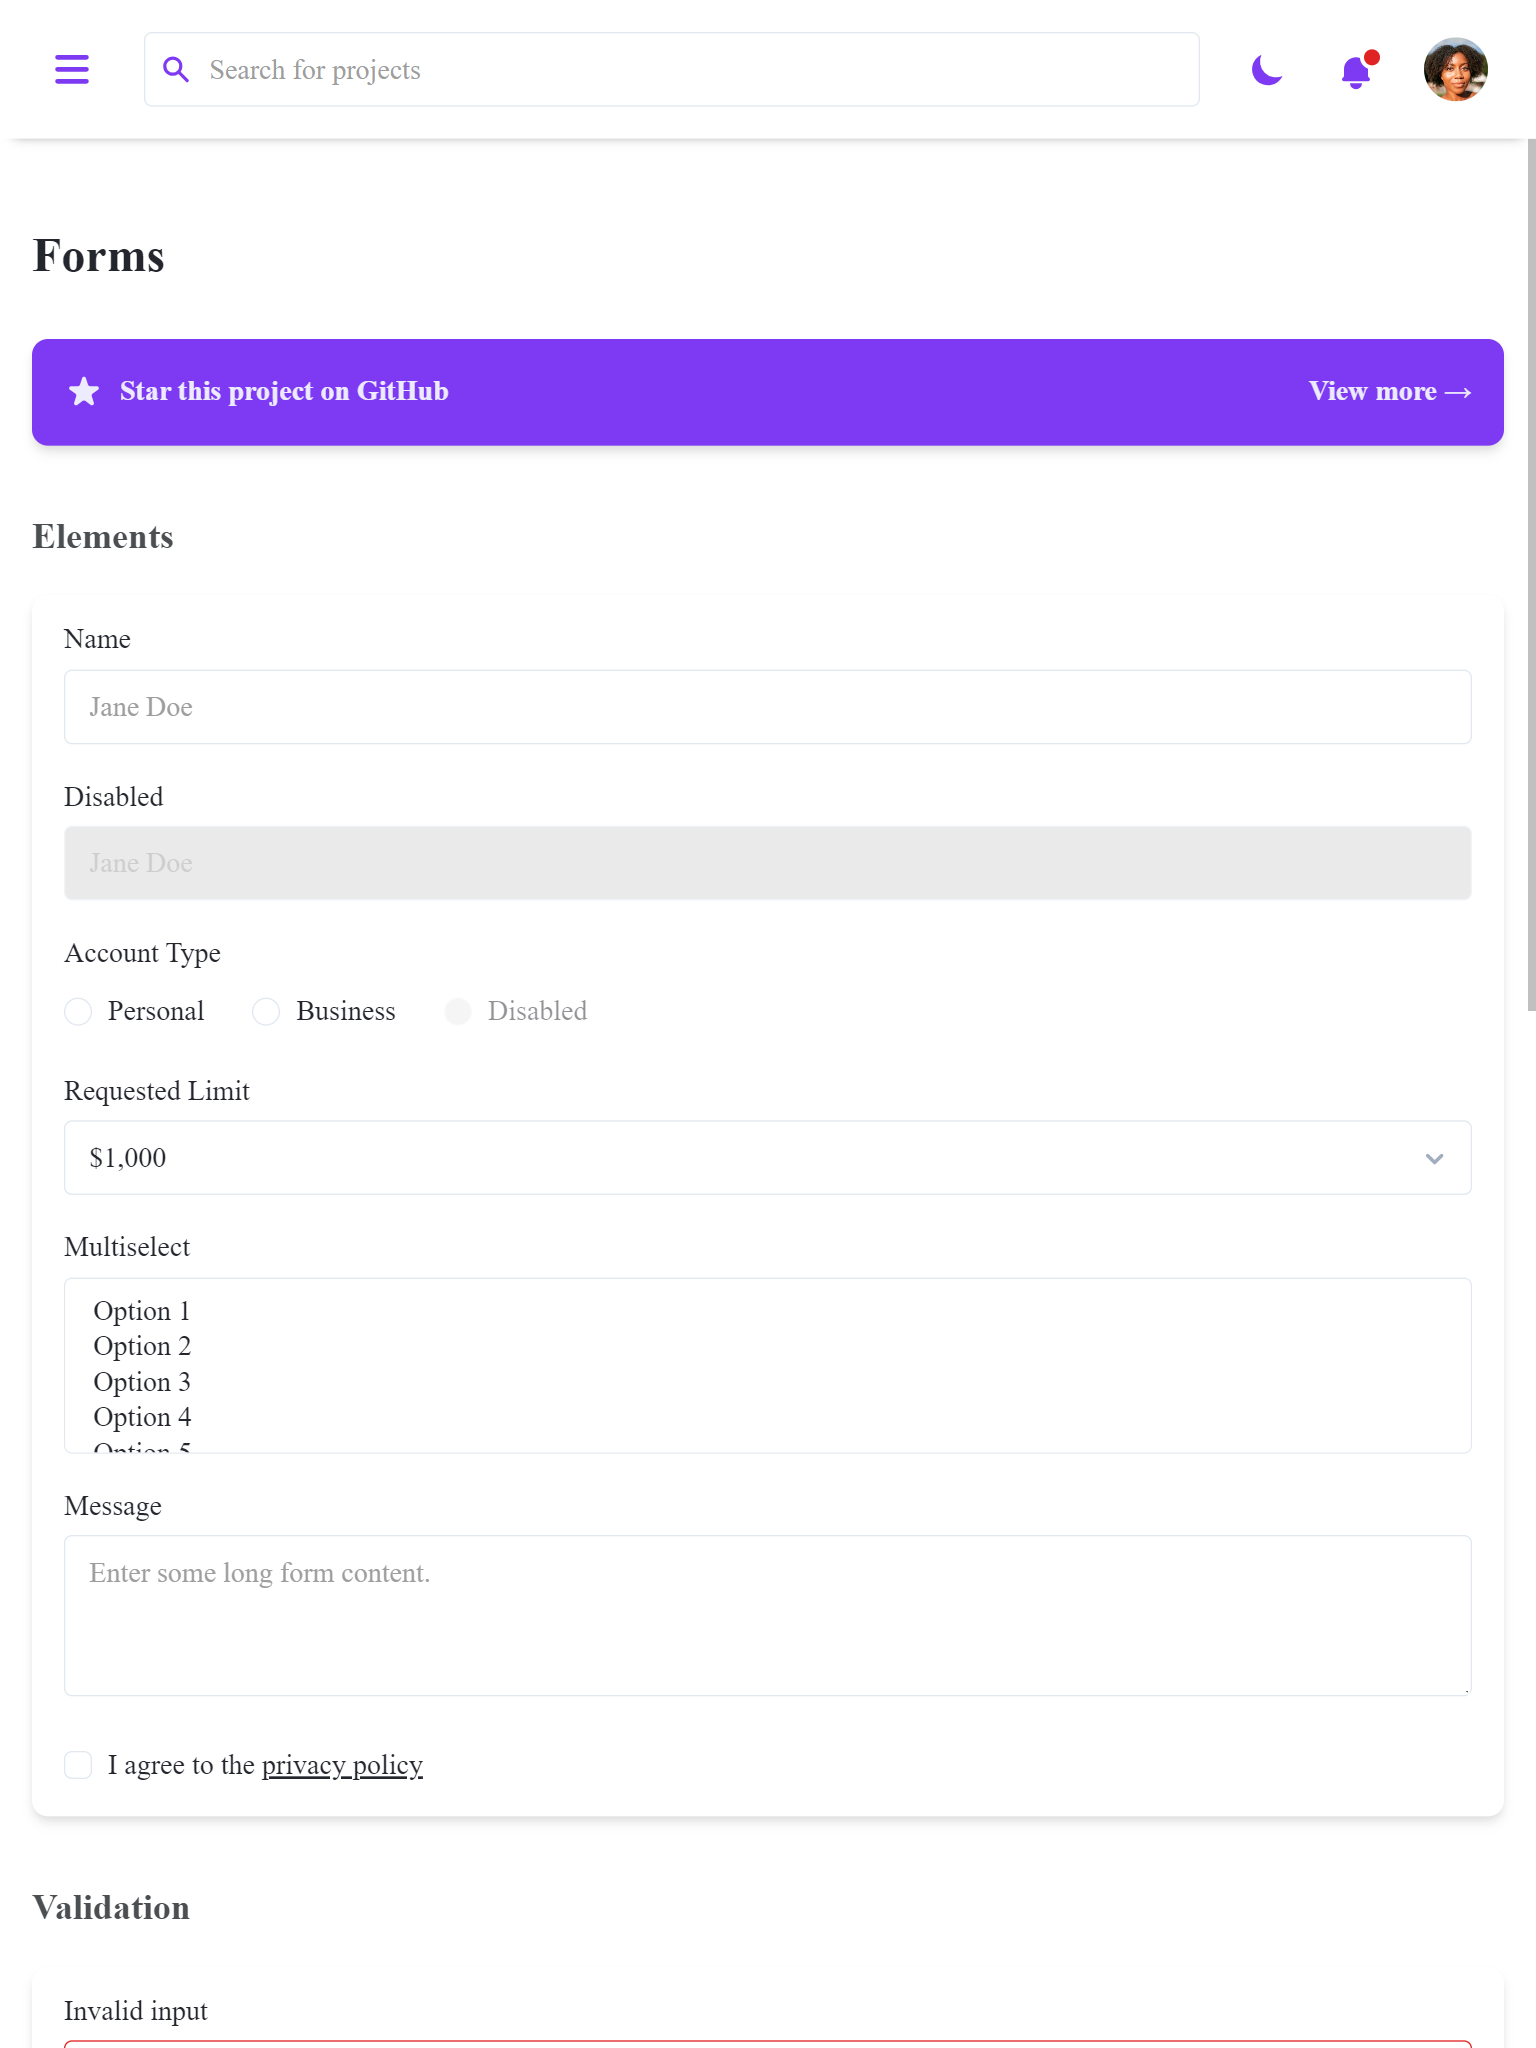 Search for projects
Forms
Star this project on GitHub
View more →
Elements
Name
Jane Doe
Disabled
Jane Doe
Account Type
Personal
Business
Disabled
Requested Limit
$1,000
Multiselect
Option 1
Option 2
Option 3
Option 4
Option 5
Message
Enter some long form content.
I agree to the privacy policy
Validation
Invalid input